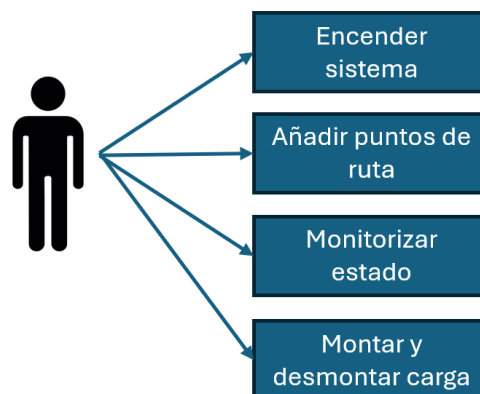 Encender
sistema
Añadir puntos de
ruta
Monitorizar
estado
Montar y
desmontar carga